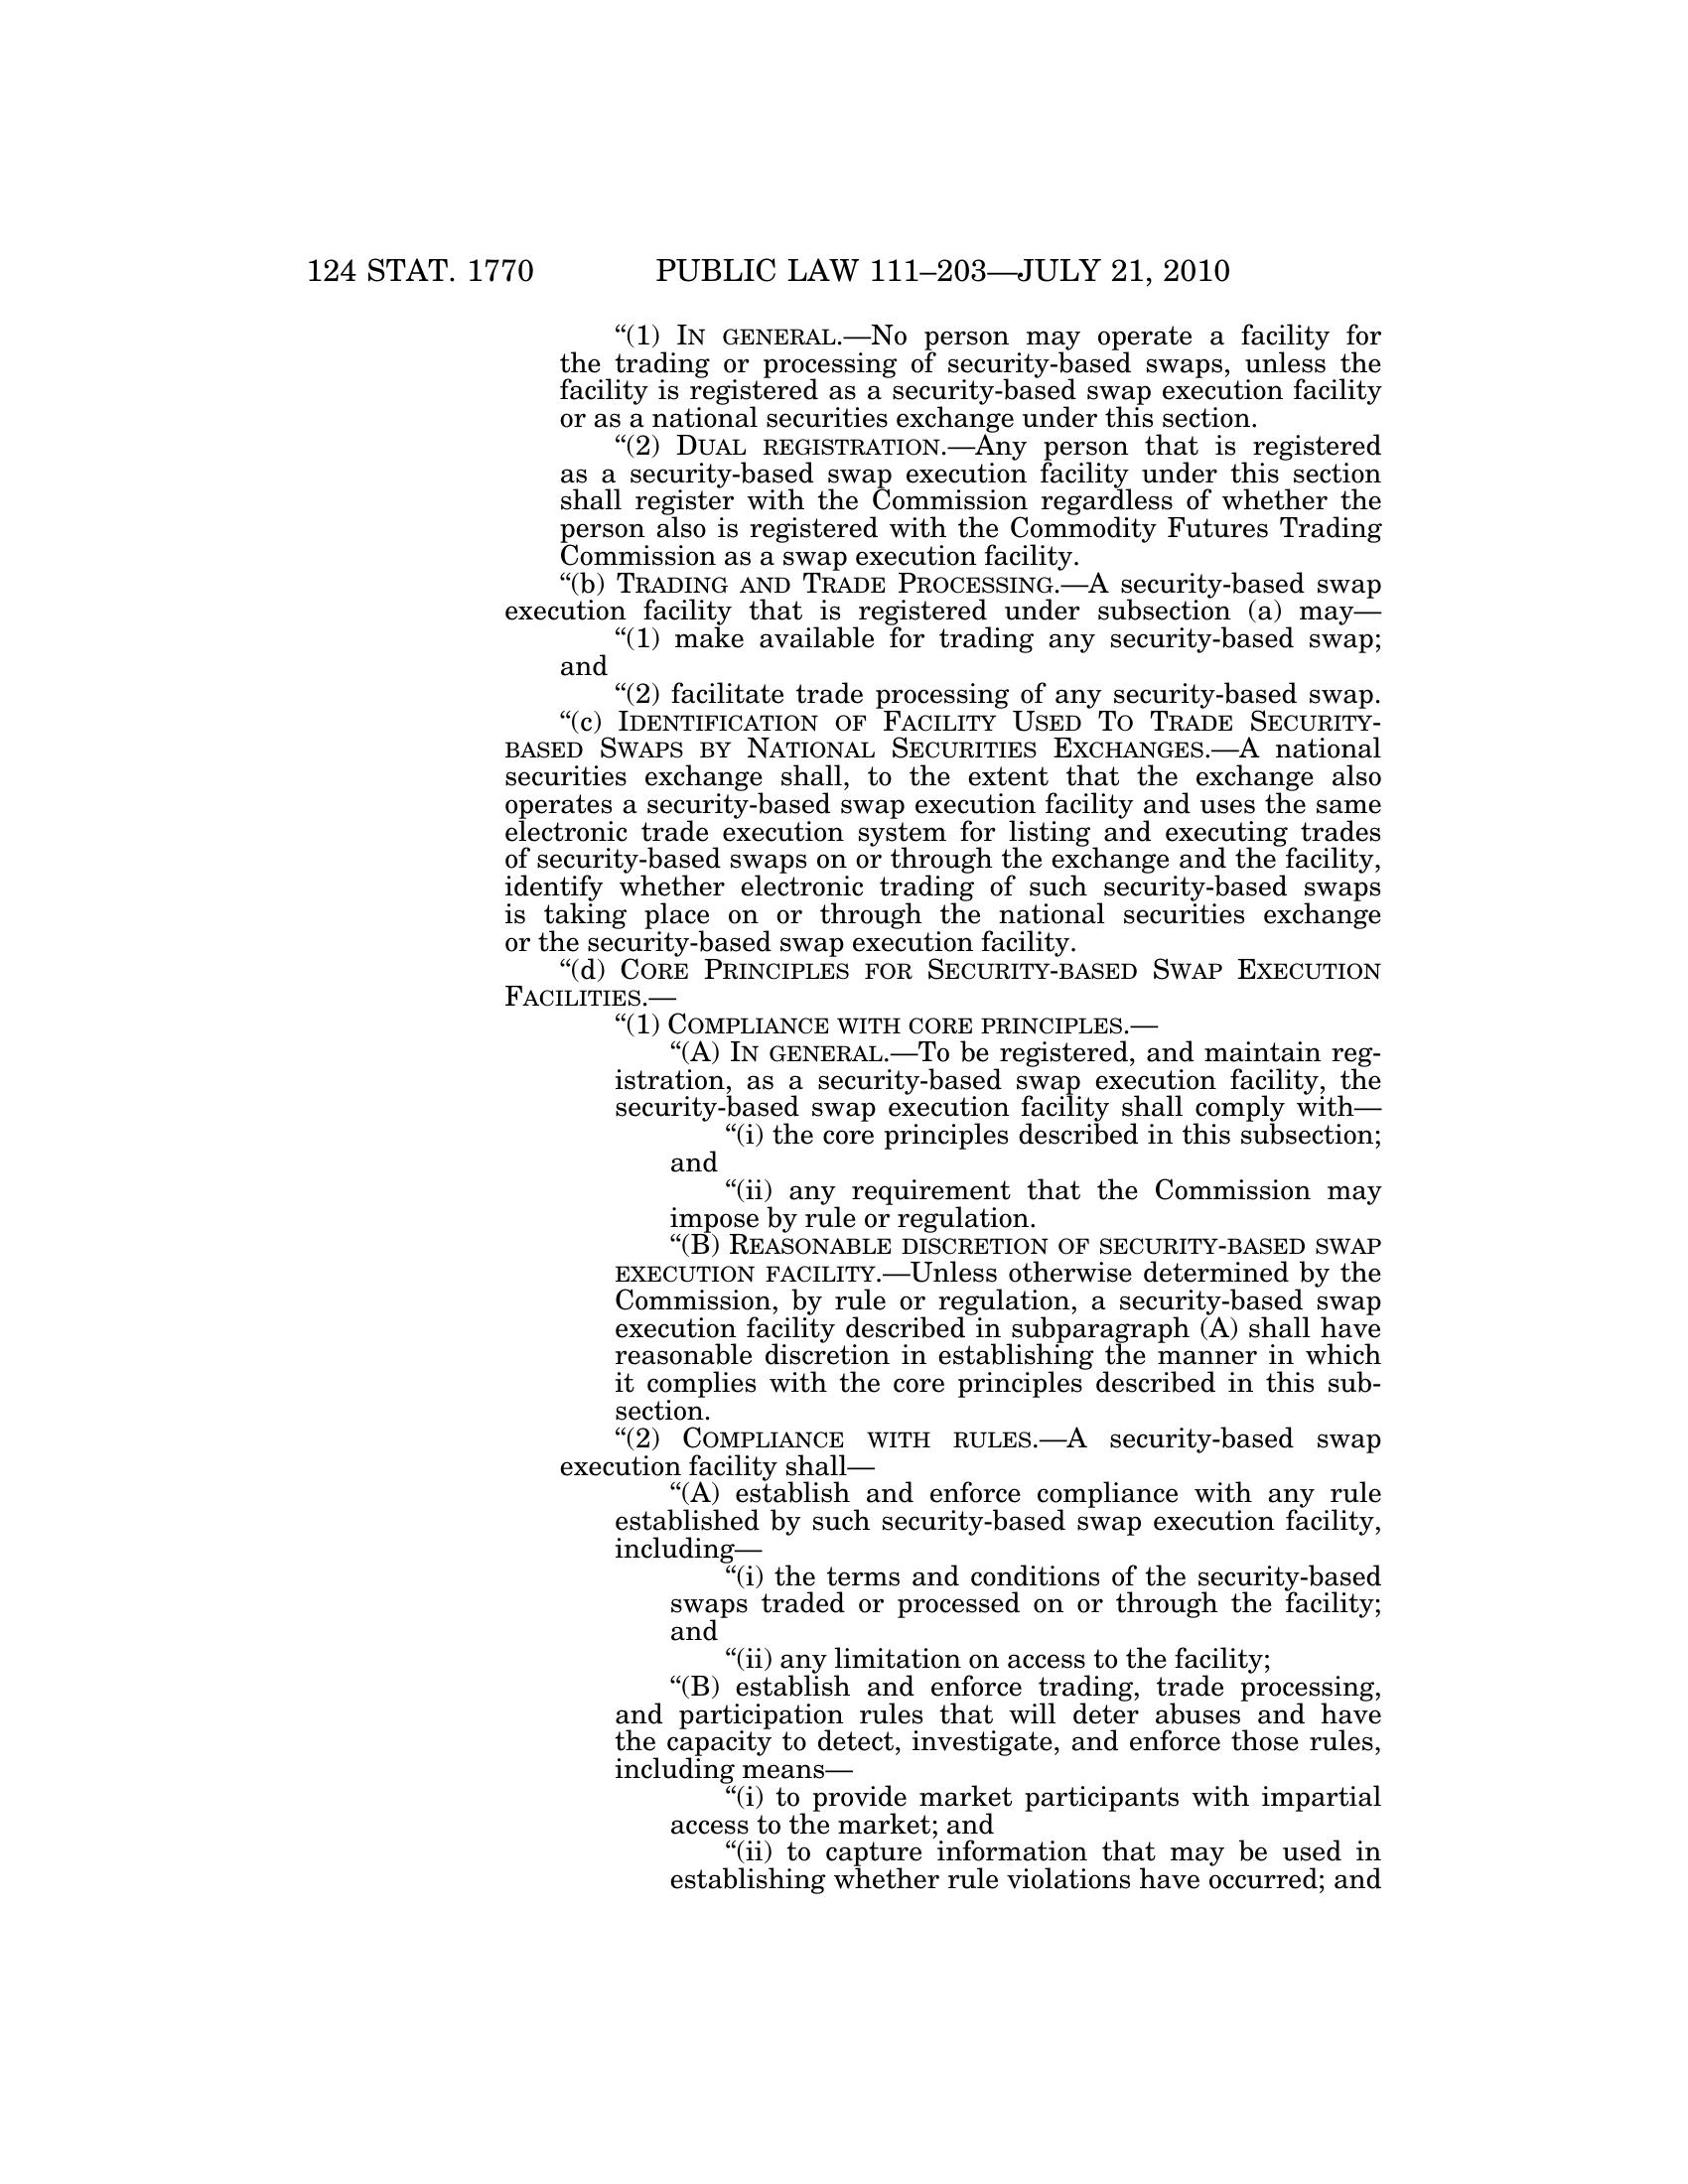 124 STAT. 1770 PUBLIC LAW 111–203—JULY 21, 2010
“(1) IN GENERAL.—No person may operate a facility for
the trading or processing of security-based swaps, unless the
facility is registered as a security-based swap execution facility
or as a national securities exchange under this section.
“(2) DUAL REGISTRATION.—Any person that is registered
as a security-based swap execution facility under this section
shall register with the Commission regardless of whether the
person also is registered with the Commodity Futures Trading
Commission as a swap execution facility.
“(b) TRADING AND TRADE PROCESSING.—A security-based swap
execution facility that is registered under subsection (a) may—
“(1) make available for trading any security-based swap;
and
“(2) facilitate trade processing of any security-based swap.
“(c) IDENTIFICATION OF FACILITY USED TO TRADE SECURITY-
BASED SWAPS BY NATIONAL SECURITIES EXCHANGES.—A national
securities exchange shall, to the extent that the exchange also
operates a security-based swap execution facility and uses the same
electronic trade execution system for listing and executing trades
of security-based swaps on or through the exchange and the facility,
identify whether electronic trading of such security-based swaps
is taking place on or through the national securities exchange
or the security-based swap execution facility.
“(d) CORE PRINCIPLES FOR SECURITY-BASED SWAP EXECUTION
FACILITIES.—
“(1) COMPLIANCE WITH CORE PRINCIPLES.—
“(A) IN GENERAL.—To be registered, and maintain reg-
istration, as a security-based swap execution facility, the
security-based swap execution facility shall comply with—
“(i) the core principles described in this subsection;
and
“(ii) any requirement that the Commission may
impose by rule or regulation.
“(B) REASONABLE DISCRETION OF SECURITY-BASED SWAP
EXECUTION FACILITY.—Unless otherwise determined by the
Commission, by rule or regulation, a security-based swap
execution facility described in subparagraph (A) shall have
reasonable discretion in establishing the manner in which
it complies with the core principles described in this sub-
section.
“(2) COMPLIANCE WITH RULES.—A security-based swap
execution facility shall—
“(A) establish and enforce compliance with any rule
established by such security-based swap execution facility,
including—
“(i) the terms and conditions of the security-based
swaps traded or processed on or through the facility;
and
“(ii) any limitation on access to the facility;
“(B) establish and enforce trading, trade processing,
and participation rules that will deter abuses and have
the capacity to detect, investigate, and enforce those rules,
including means—
“(i) to provide market participants with impartial
access to the market; and
“(ii) to capture information that may be used in
establishing whether rule violations have occurred; and